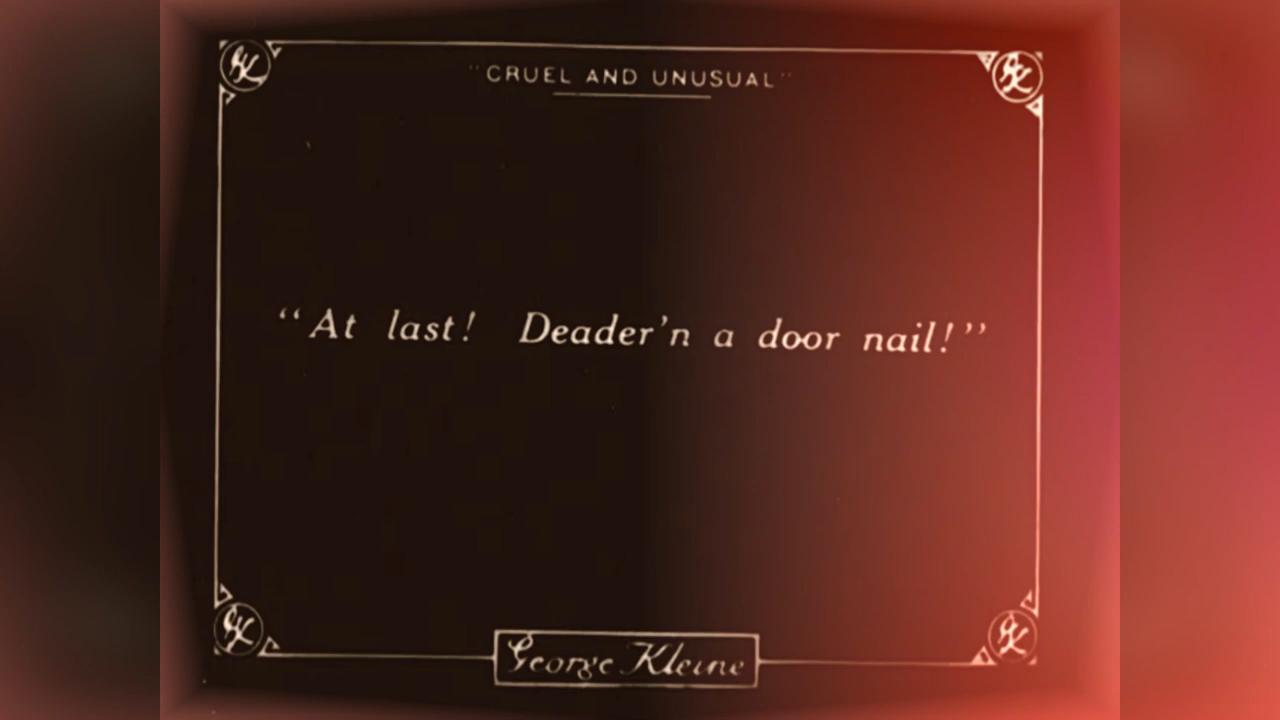 "CRUEL AND UNUSUAL"
"At last! Deader'n a door nail!"
George Kleine